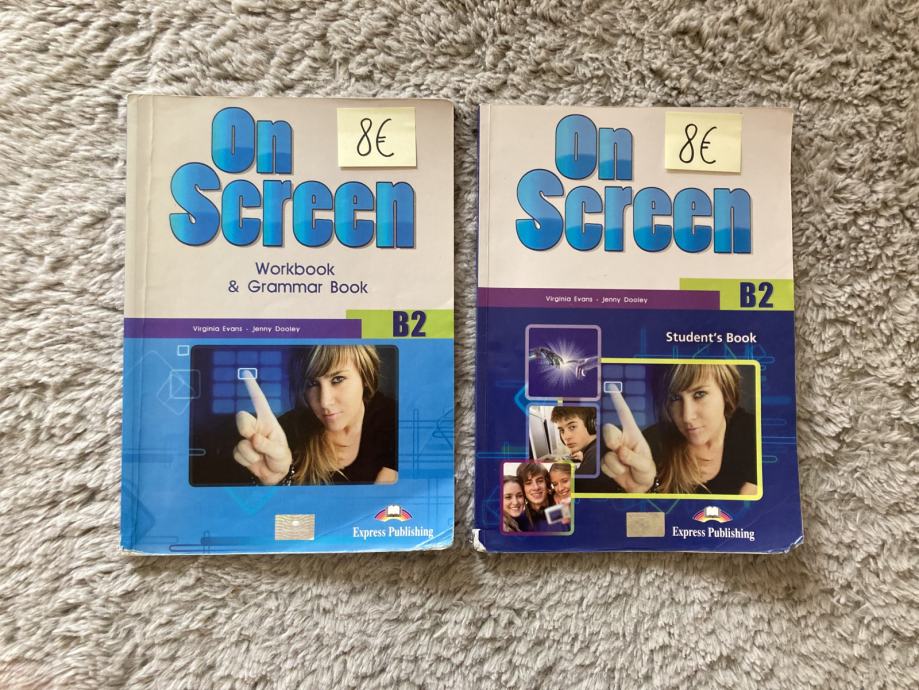 On
Screen
8€
Workbook
& Grammar Book
B2
Virginia Evans - Jenny Dooley
Express Publishing
On
Screen
8€
B2
Virginia Evans - Jenny Dooley
Student's Book
Express Publishing